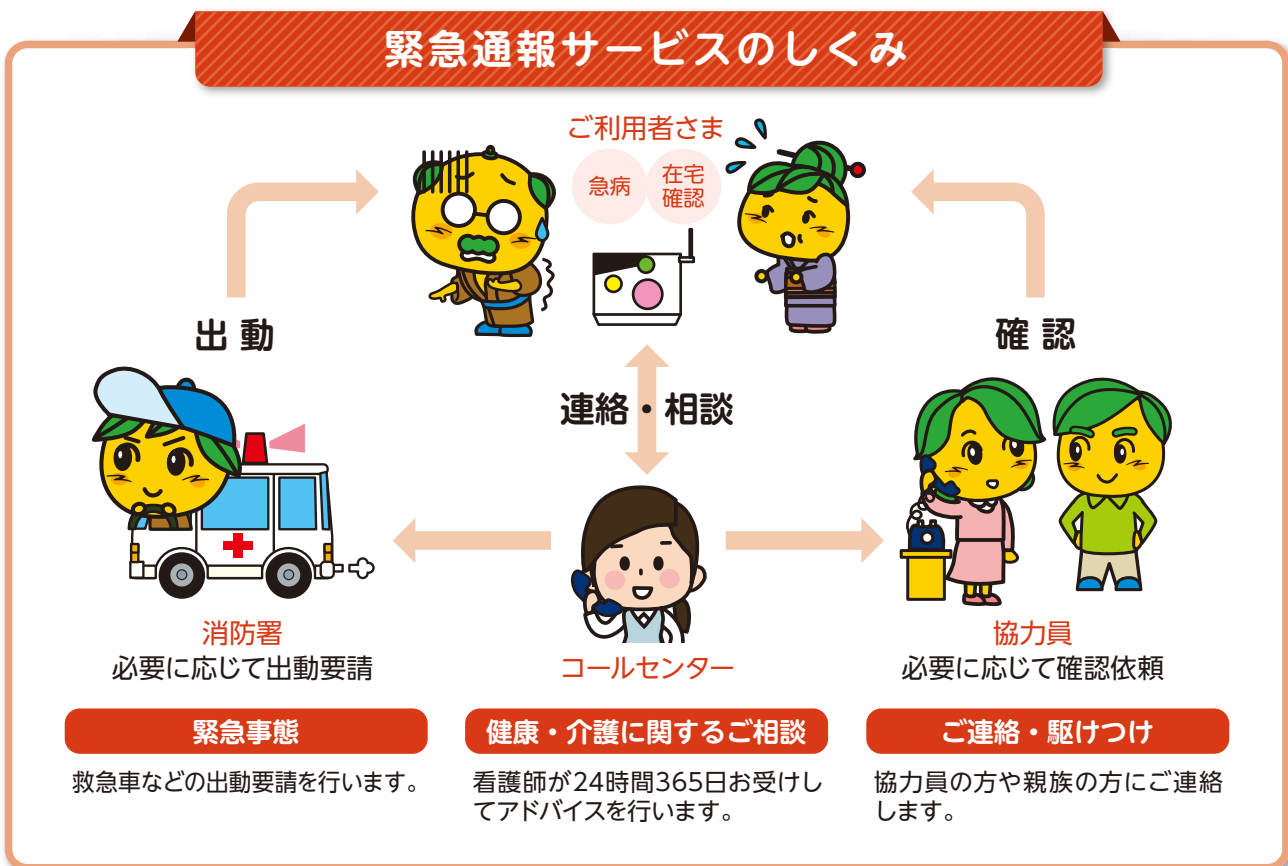 緊急通報サービスのしくみ
ご利用者さま
急病
在宅
確認
出動
確認
連絡・相談
消防署
必要に応じて出動要請
コールセンター
協力員
必要に応じて確認依頼
緊急事態
救急車などの出動要請を行います。
健康・介護に関するご相談
看護師が24時間365日お受けし
てアドバイスを行います。
ご連絡・駆けつけ
協力員の方や親族の方にご連絡
します。